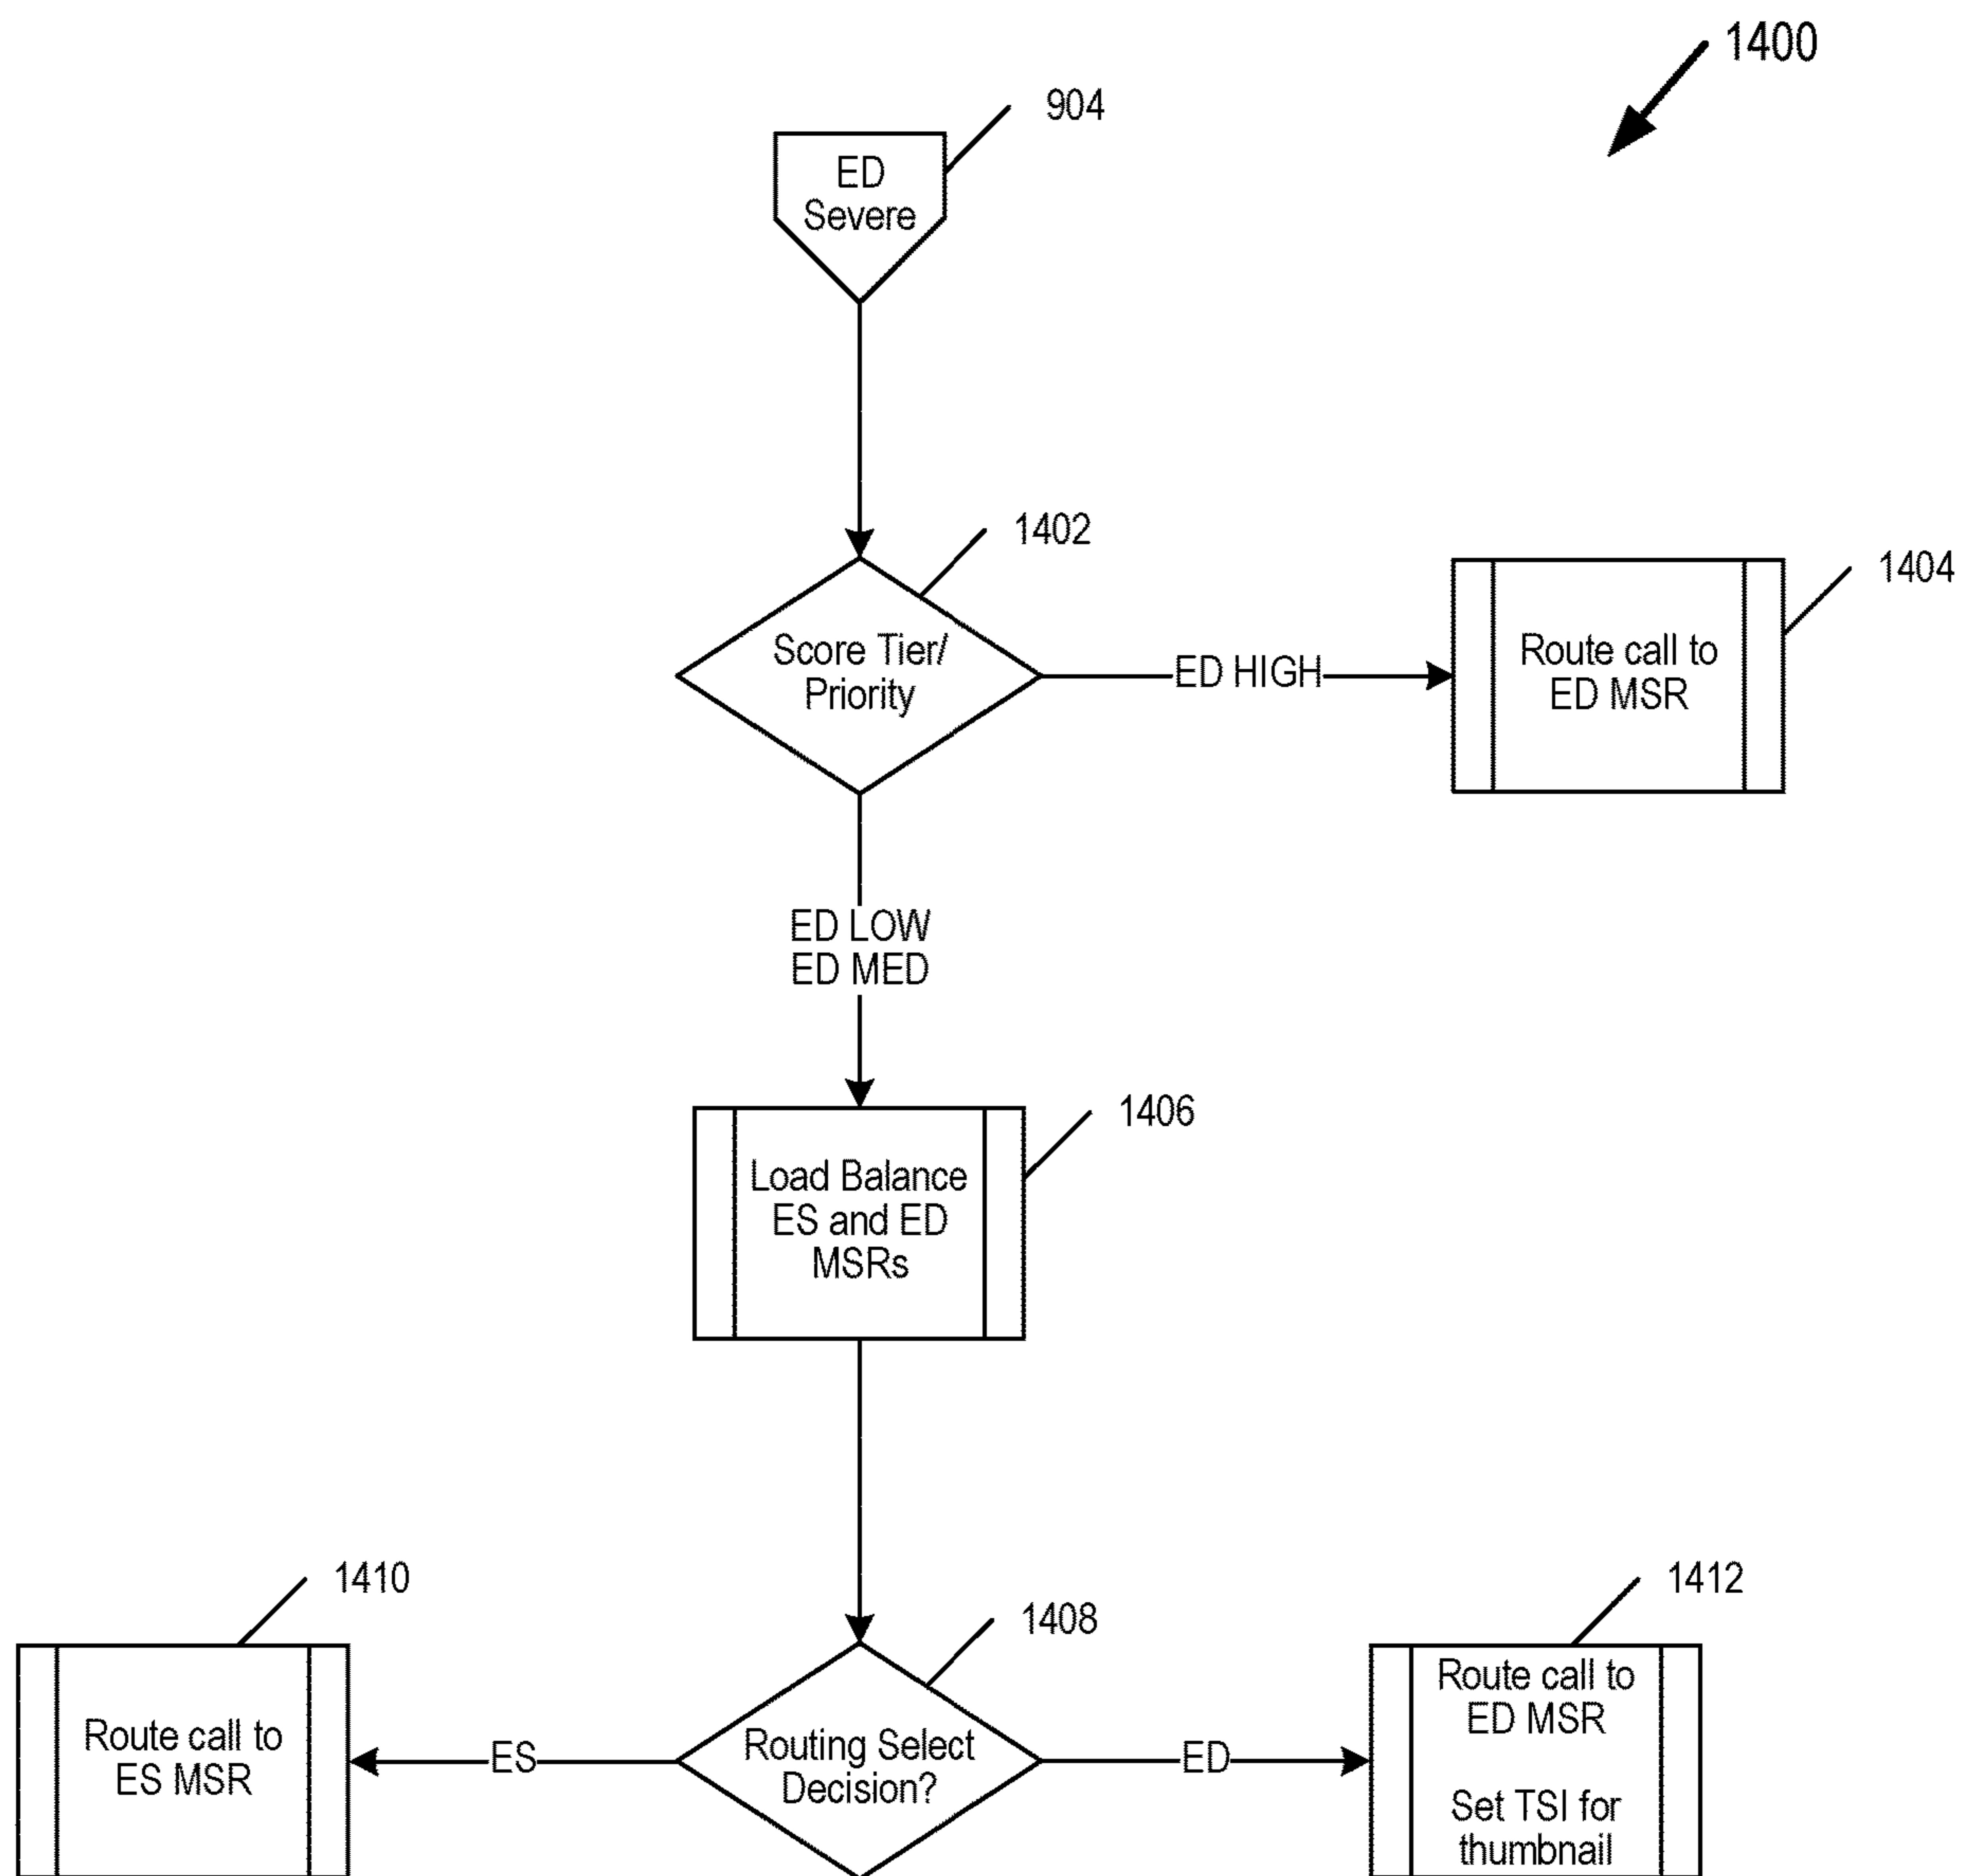 1400
904
ED
Severe
1402
Score Tier/
Priority
ED HIGH
1404
Route call to
ED MSR
ED LOW
ED MED
1406
Load Balance
ES and ED
MSRs
1408
Routing Select
Decision?
ES
1410
Route call to
ES MSR
ED
1412
Route call to
ED MSR
Set TSI for
thumbnail